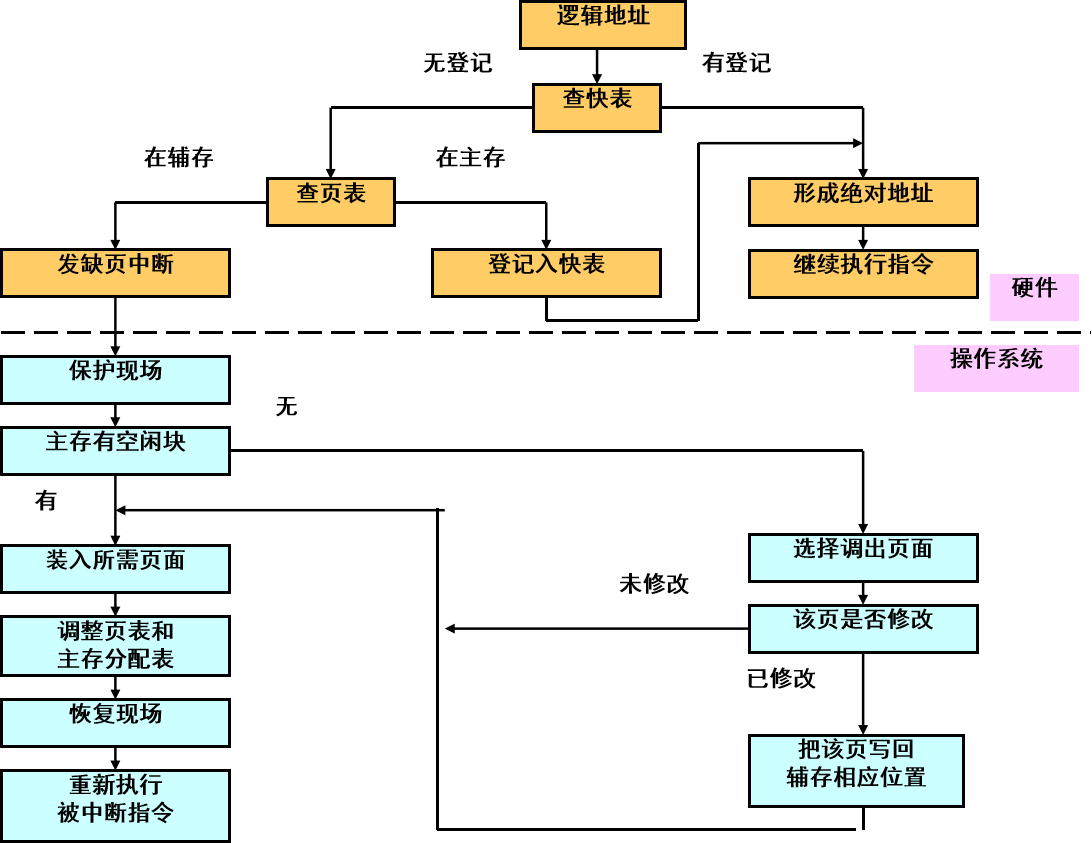 逻辑地址
无登记
有登记
查快表
在辅存
在主存
查页表
形成绝对地址
发缺页中断
登记入快表
继续执行指令
硬件
操作系统
保护现场
无
主存有空闲块
有
选择调出页面
装入所需页面
未修改
该页是否修改
调整页表和
主存分配表
已修改
恢复现场
把该页写回
辅存相应位置
重新执行
被中断指令